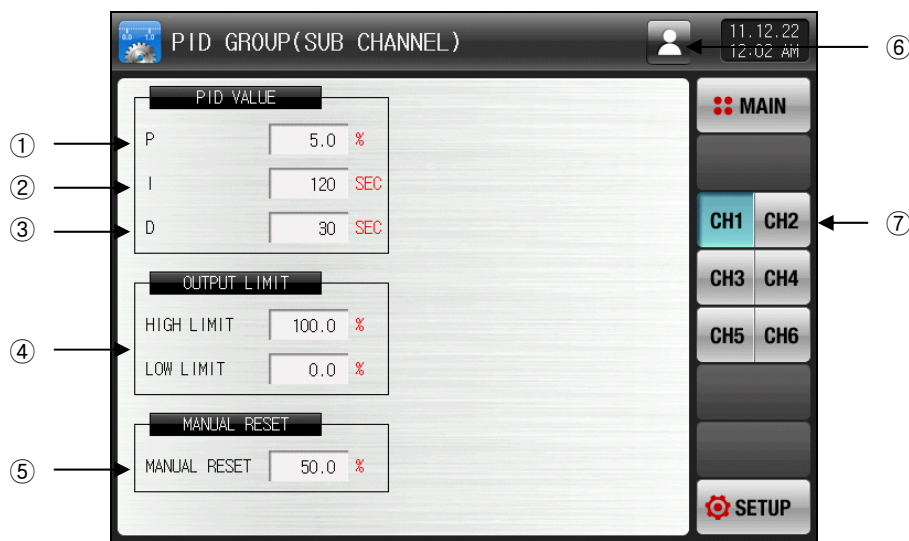 PID GROUP(SUB CHANNEL)
11.12.22
12:02 AM
⑥
PID VALUE
① P 5.0 %
② I 120 SEC
③ D 30 SEC
OUTPUT LIMIT
HIGH LIMIT 100.0 %
④
LOW LIMIT 0.0 %
MANUAL RESET
⑤ MANUAL RESET 50.0 %
MAIN
CH1 CH2 ⑦
CH3 CH4
CH5 CH6
SETUP